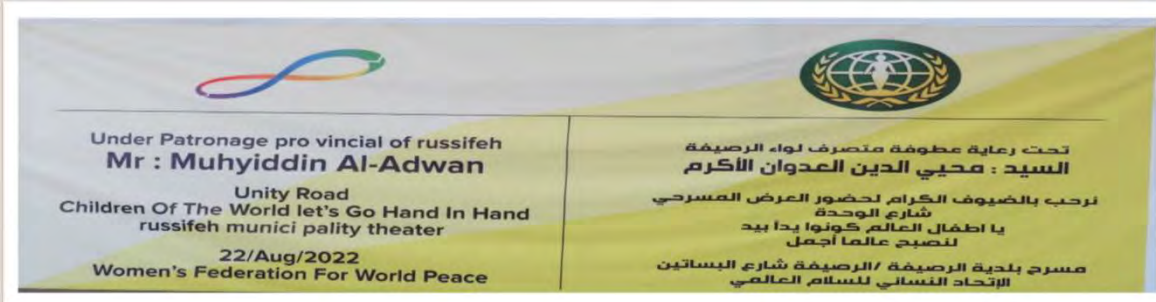 Under Patronage pro vincial of russifeh
Mr : Muhyiddin Al-Adwan
Unity Road
Children Of The World let's Go Hand In Hand
russifeh munici pality theater
22/Aug/2022
Women's Federation For World Peace
تحت رعاية عطوفة متصرف لواء الرصيفة
السيد : محيي الدين العدوان الأكرم
نرحب بالضيوف الكرام لحضور العرض المسرحي
شارع الوحدة
يا اطفال العالم كونوا يداً بيد
لنصبح عالما أجمل
مسرح بلدية الرصيفة /الرصيفة شارع البساتين
الإتحاد النسائي للسلام العالمي